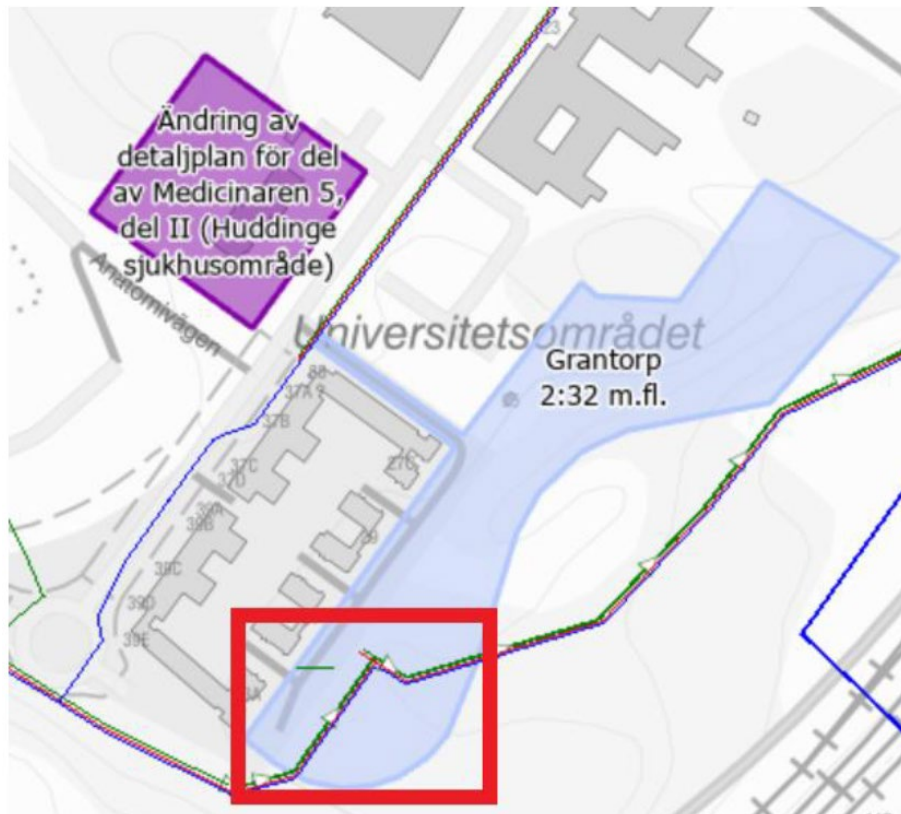 23
Ändring av
detaljplan för del
av Medicinaren 5,
del II (Huddinge
sjukhusområde)
Anatomivägen
Universitetsområdet
Grantorp
2:32 m.fl.
37B
37C
37D
39A
39B
39C
39D
39E